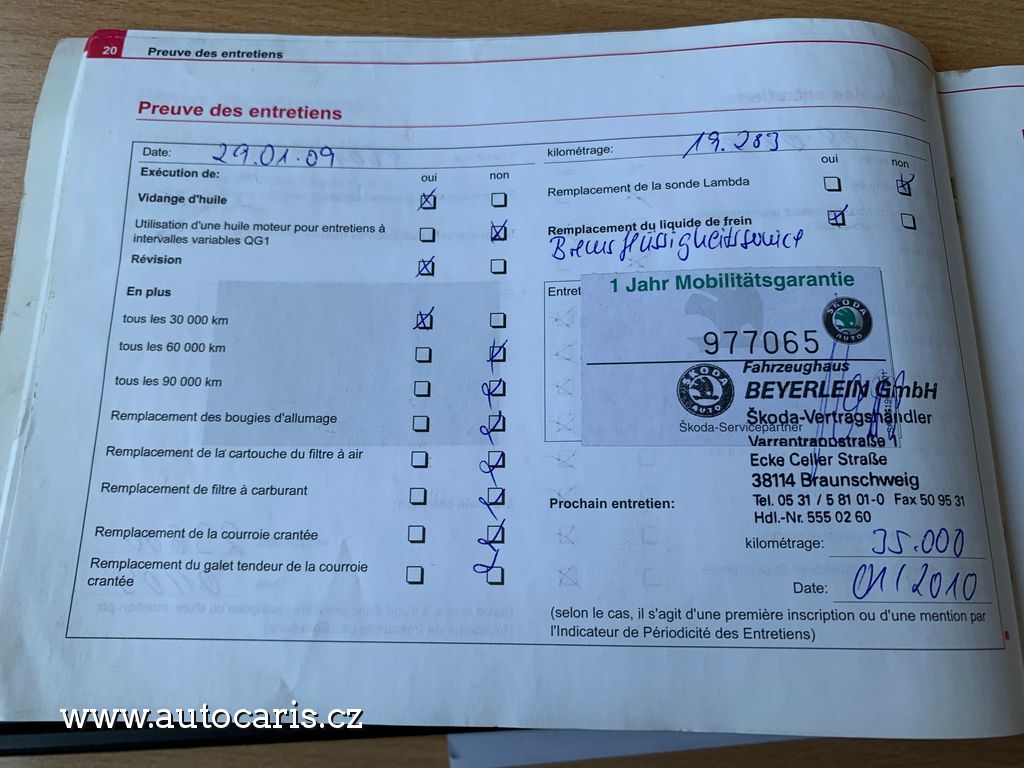 20 Preuve des entretiens
Preuve des entretiens
Date: 29.01.09
kilométrage: 19.283
Exécution de: oui non
Vidange d'huile
Utilisation d'une huile moteur pour entretiens à
intervalles variables QG1
Révision
En plus
tous les 30 000 km
tous les 60 000 km
tous les 90 000 km
Remplacement des bougies d'allumage
Remplacement de la cartouche du filtre à air
Remplacement de filtre à carburant
Remplacement de la courroie crantée
Remplacement du galet tendeur de la courroie
crantée
oui non
Remplacement de la sonde Lambda
Remplacement du liquide de frein
Bremsflüssigkeitsservice
Entret
1 Jahr Mobilitätsgarantie
SKODA
AUTO
977065
Fahrzeughaus
SKODA
AUTO
BEYERLEIN GmbH
Škoda-Vertragshändler
Škoda-Servicepartner
Varrentrappstraße 1
Ecke Celler Straße
38114 Braunschweig
Tel. 05 31 / 5 81 01-0 Fax 50 95 31
Hdl.-Nr. 555 02 60
Prochain entretien:
kilométrage: 35.000
Date: 01/2010
(selon le cas, il s'agit d'une première inscription ou d'une mention par
l'Indicateur de Périodicité des Entretiens)
www.autocaris.cz